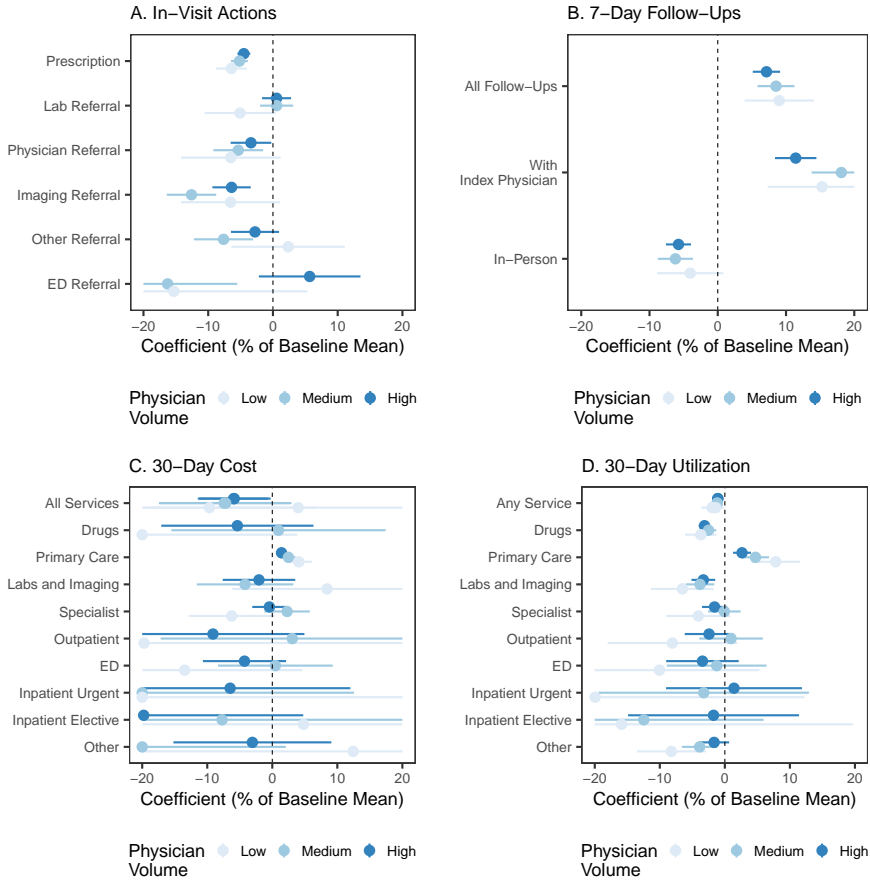 A. In−Visit Actions
Prescription
Lab Referral
Physician Referral
Imaging Referral
Other Referral
ED Referral
−20 −10 0 10 20
Coefficient (% of Baseline Mean)
Physician
Volume
Low Medium High
B. 7−Day Follow−Ups
All Follow−Ups
With
Index Physician
In−Person
−20 −10 0 10 20
Coefficient (% of Baseline Mean)
Physician
Volume
Low Medium High
C. 30−Day Cost
All Services
Drugs
Primary Care
Labs and Imaging
Specialist
Outpatient
ED
Inpatient Urgent
Inpatient Elective
Other
−20 −10 0 10 20
Coefficient (% of Baseline Mean)
Physician
Volume
Low Medium High
D. 30−Day Utilization
Any Service
Drugs
Primary Care
Labs and Imaging
Specialist
Outpatient
ED
Inpatient Urgent
Inpatient Elective
Other
−20 −10 0 10 20
Coefficient (% of Baseline Mean)
Physician
Volume
Low Medium High